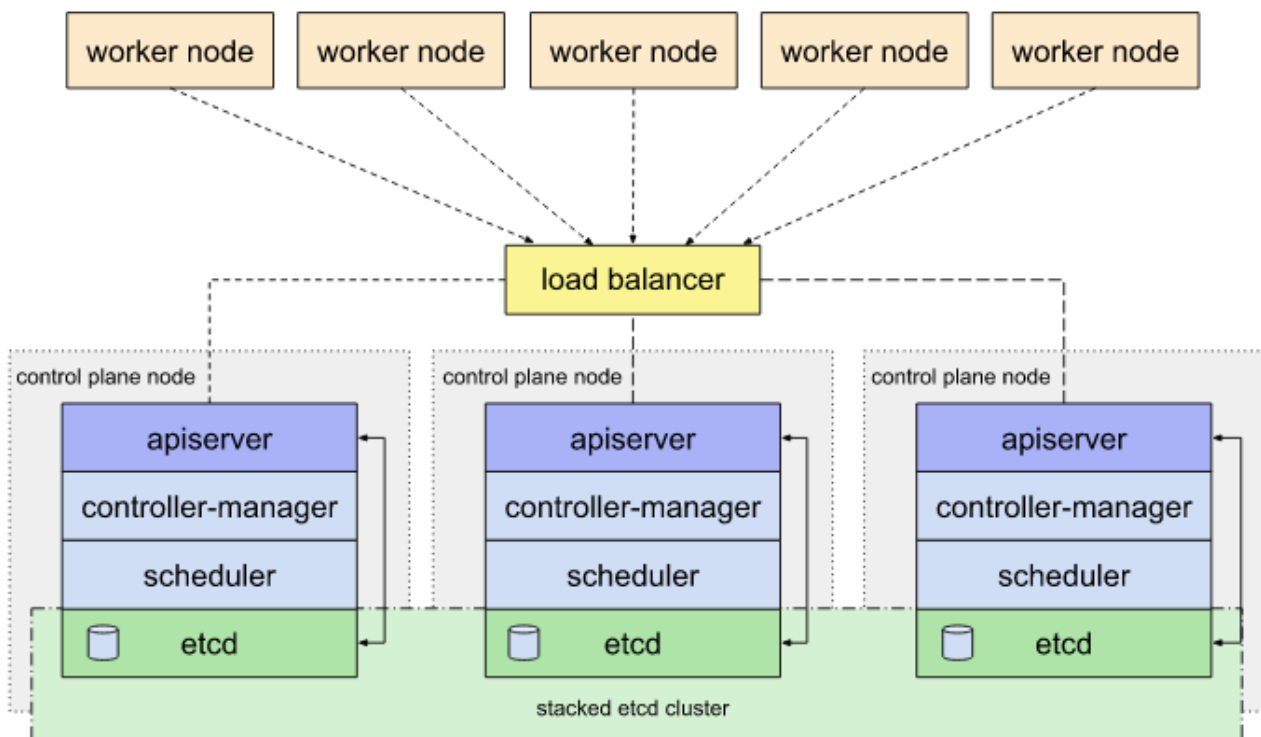 worker node
worker node
worker node
worker node
worker node
load balancer
control plane node
control plane node
control plane node
apiserver
apiserver
apiserver
controller-manager
controller-manager
controller-manager
scheduler
scheduler
scheduler
etcd
etcd
etcd
stacked etcd cluster